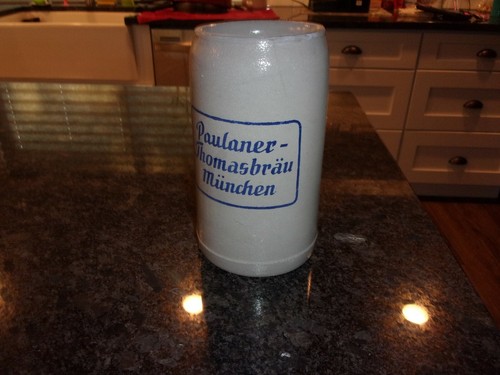 Paulaner-
Thomasbräu
München